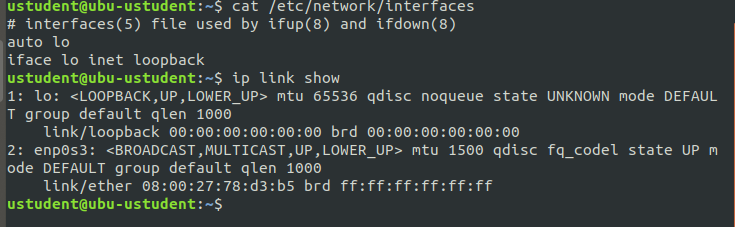 ustudent@ubu-ustudent:~$ cat /etc/network/interfaces
# interfaces(5) file used by ifup(8) and ifdown(8)
auto lo
iface lo inet loopback
ustudent@ubu-ustudent:~$ ip link show
1: lo: <LOOPBACK,UP,LOWER_UP> mtu 65536 qdisc noqueue state UNKNOWN mode DEFAUL
T group default qlen 1000
    link/loopback 00:00:00:00:00:00 brd 00:00:00:00:00:00
2: enp0s3: <BROADCAST,MULTICAST,UP,LOWER_UP> mtu 1500 qdisc fq_codel state UP m
ode DEFAULT group default qlen 1000
    link/ether 08:00:27:78:d3:b5 brd ff:ff:ff:ff:ff:ff
ustudent@ubu-ustudent:~$